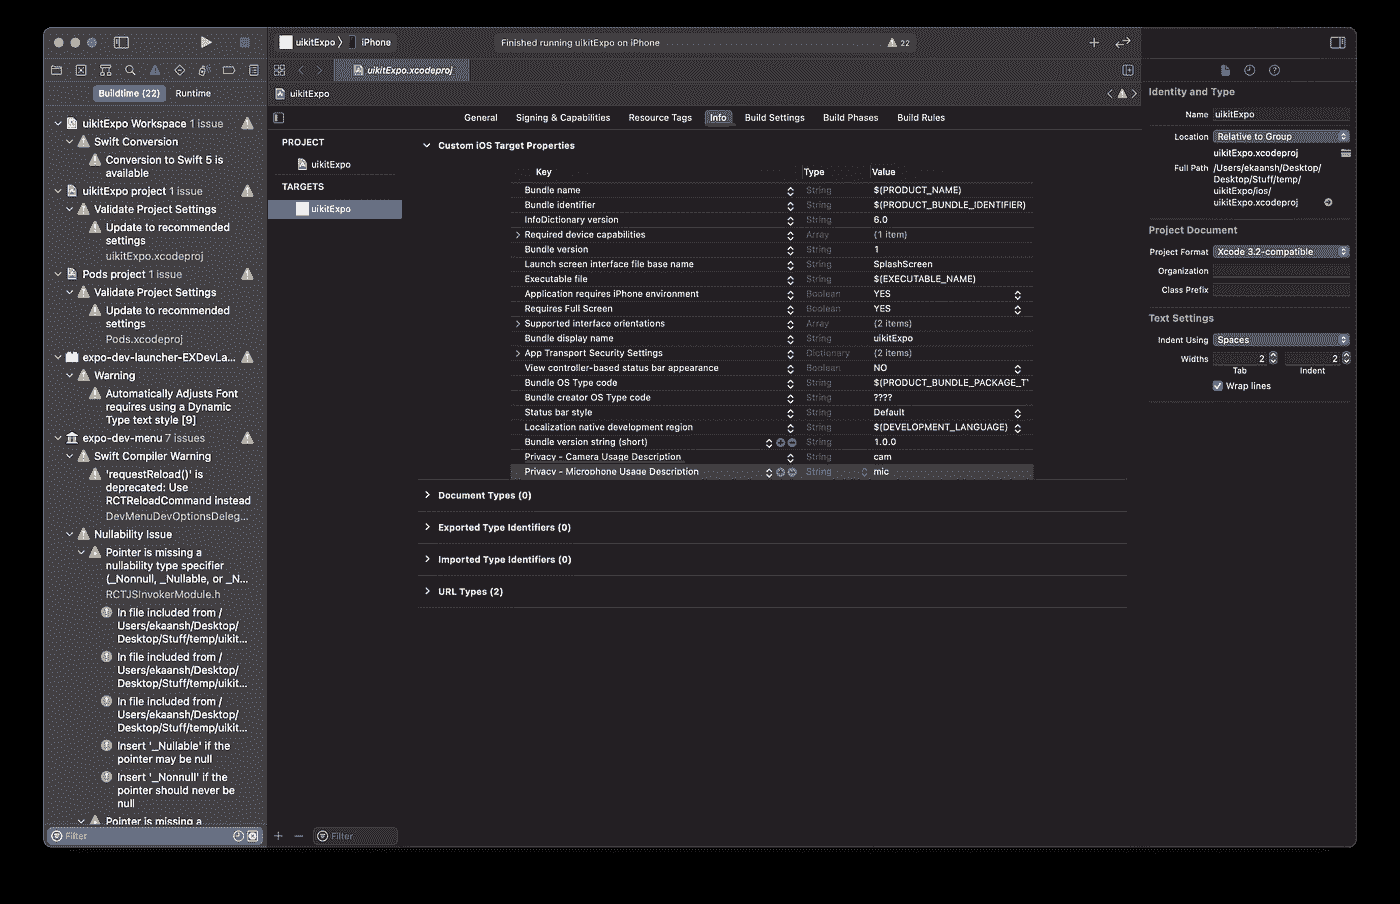 uikitExpo 〉 iPhone
Finished running uikitExpo on iPhone
22
uikitExpo.xcodeproj
Buildtime (22) Runtime
uikitExpo Workspace 1 issue
Swift Conversion
Conversion to Swift 5 is
available
uikitExpo project 1 issue
Validate Project Settings
Update to recommended
settings
uikitExpo.xcodeproj
Pods project 1 issue
Validate Project Settings
Update to recommended
settings
Pods.xcodeproj
expo-dev-launcher-EXDevLa...
Warning
Automatically Adjusts Font
requires using a Dynamic
Type text style [9]
expo-dev-menu 7 issues
Swift Compiler Warning
'requestReload()' is
deprecated: Use
RCTReloadCommand instead
DevMenuDevOptionsDeleg...
Nullability Issue
Pointer is missing a
nullability type specifier
(_Nonnull, _Nullable, or _N...
RCTJSInvokerModule.h
In file included from /
Users/ekaansh/Desktop/
Desktop/Stuff/temp/uikit...
In file included from /
Users/ekaansh/Desktop/
Desktop/Stuff/temp/uikit...
In file included from /
Users/ekaansh/Desktop/
Desktop/Stuff/temp/uikit...
Insert '_Nullable' if the
pointer may be null
Insert '_Nonnull' if the
pointer should never be
null
Pointer is missing a
Filter
uikitExpo
General Signing & Capabilities Resource Tags Info Build Settings Build Phases Build Rules
PROJECT
uikitExpo
TARGETS
uikitExpo
Filter
Custom iOS Target Properties
Key Type Value
Bundle name String $(PRODUCT_NAME)
Bundle identifier String $(PRODUCT_BUNDLE_IDENTIFIER)
InfoDictionary version String 6.0
Required device capabilities Array (1 item)
Bundle version String 1
Launch screen interface file base name String SplashScreen
Executable file String $(EXECUTABLE_NAME)
Application requires iPhone environment Boolean YES
Requires Full Screen Boolean YES
Supported interface orientations Array (2 items)
Bundle display name String uikitExpo
App Transport Security Settings Dictionary (2 items)
View controller-based status bar appearance Boolean NO
Bundle OS Type code String $(PRODUCT_BUNDLE_PACKAGE_T
Bundle creator OS Type code String ????
Status bar style String Default
Localization native development region String $(DEVELOPMENT_LANGUAGE)
Bundle version string (short) String 1.0.0
Privacy - Camera Usage Description String cam
Privacy - Microphone Usage Description String mic
Document Types (0)
Exported Type Identifiers (0)
Imported Type Identifiers (0)
URL Types (2)
Identity and Type
Name uikitExpo
Location Relative to Group
uikitExpo.xcodeproj
Full Path /Users/ekaansh/Desktop/
Desktop/Stuff/temp/
uikitExpo/ios/
uikitExpo.xcodeproj
Project Document
Project Format Xcode 3.2-compatible
Organization
Class Prefix
Text Settings
Indent Using Spaces
Widths 2 2
Tab Indent
Wrap lines